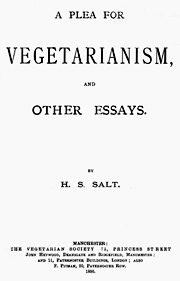 A PLEA FOR
VEGETARIANISM,
AND
OTHER ESSAYS.
BY
H. S. SALT.
MANCHESTER:
THE VEGETARIAN SOCIETY 75, PRINCESS STREET
JOHN HEYWOOD, DEANSGATE AND RIDGEFIELD, MANCHESTER;
AND 11, PATERNOSTER BUILDINGS, LONDON; ALSO
F. PITMAN, 20, PATERNOSTER ROW.
1886.